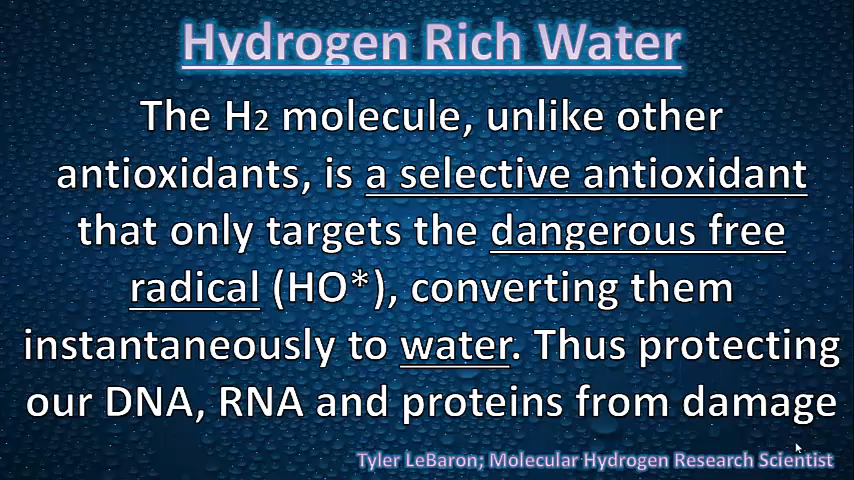 Hydrogen Rich Water
The H2 molecule, unlike other
antioxidants, is a selective antioxidant
that only targets the dangerous free
radical (HO*), converting them
instantaneously to water. Thus protecting
our DNA, RNA and proteins from damage
Tyler LeBaron; Molecular Hydrogen Research Scientist